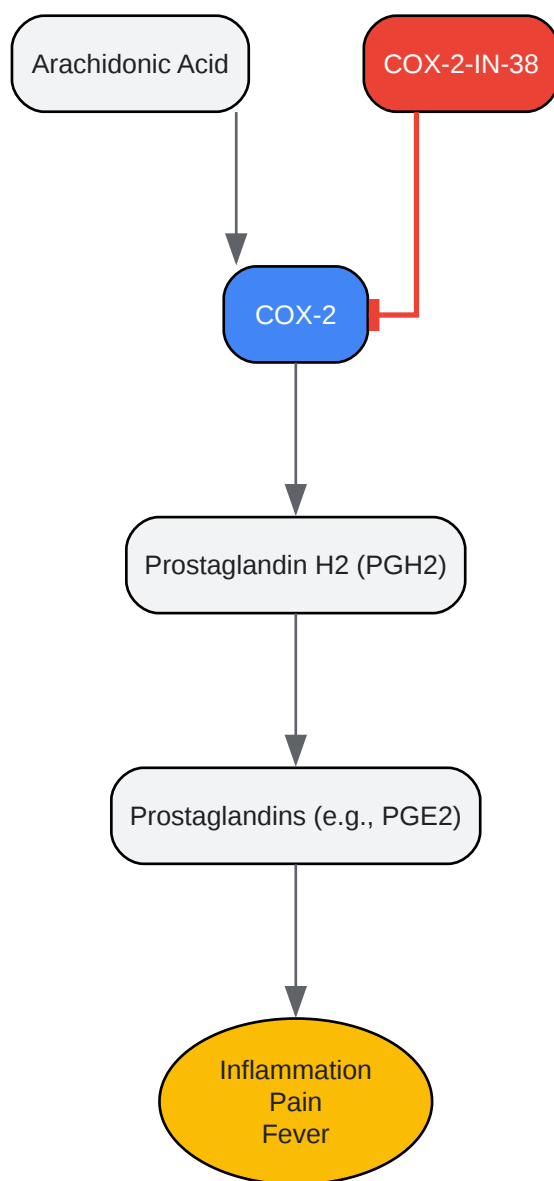 Arachidonic Acid
COX-2-IN-38
COX-2
Prostaglandin H2 (PGH2)
Prostaglandins (e.g., PGE2)
Inflammation
Pain
Fever